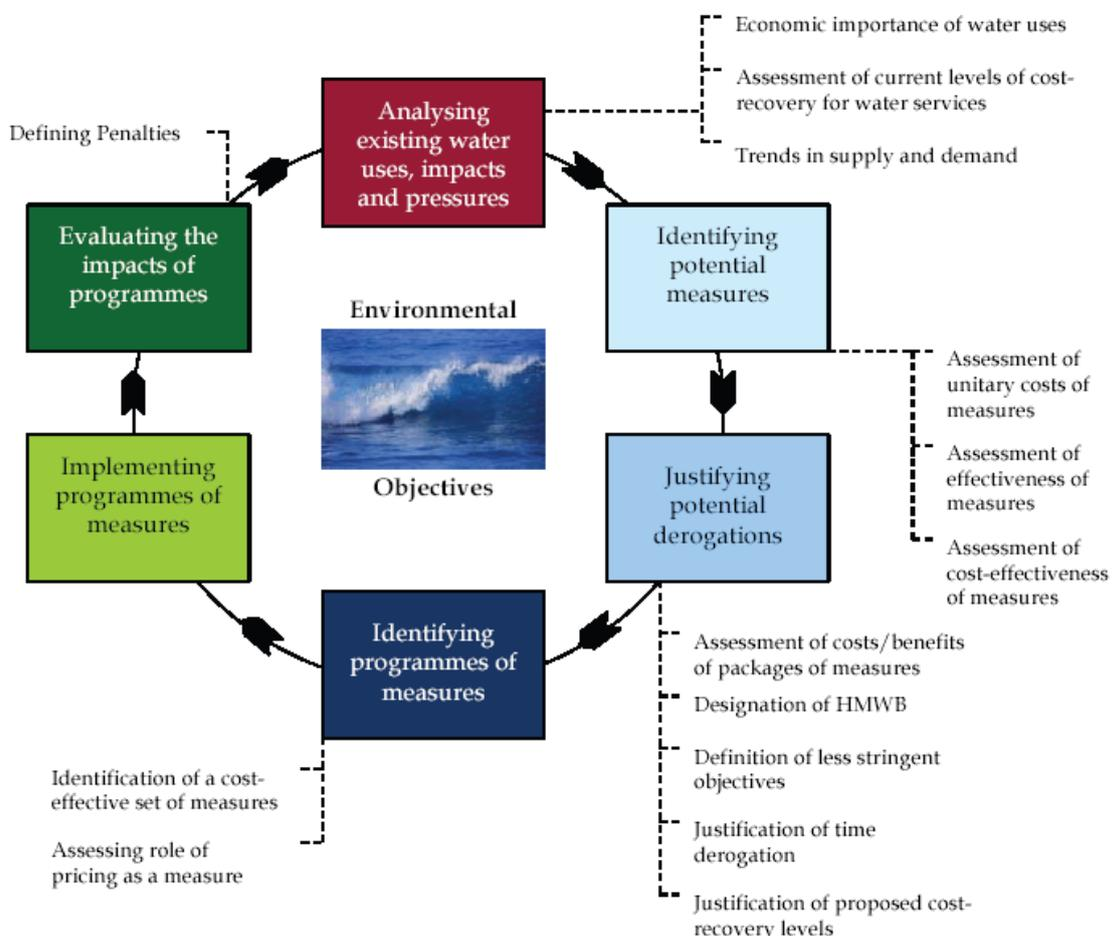 Economic importance of water uses
Assessment of current levels of cost-
recovery for water services
Trends in supply and demand
Analysing
existing water
uses, impacts
and pressures
Defining Penalties
Evaluating the
impacts of
programmes
Identifying
potential
measures
Environmental
Objectives
Assessment of
unitary costs of
measures
Assessment of
effectiveness of
measures
Assessment of
cost-effectiveness
of measures
Implementing
programmes of
measures
Justifying
potential
derogations
Identifying
programmes of
measures
Assessment of costs/benefits
of packages of measures
Designation of HMWB
Definition of less stringent
objectives
Justification of time
derogation
Justification of proposed cost-
recovery levels
Identification of a cost-
effective set of measures
Assessing role of
pricing as a measure